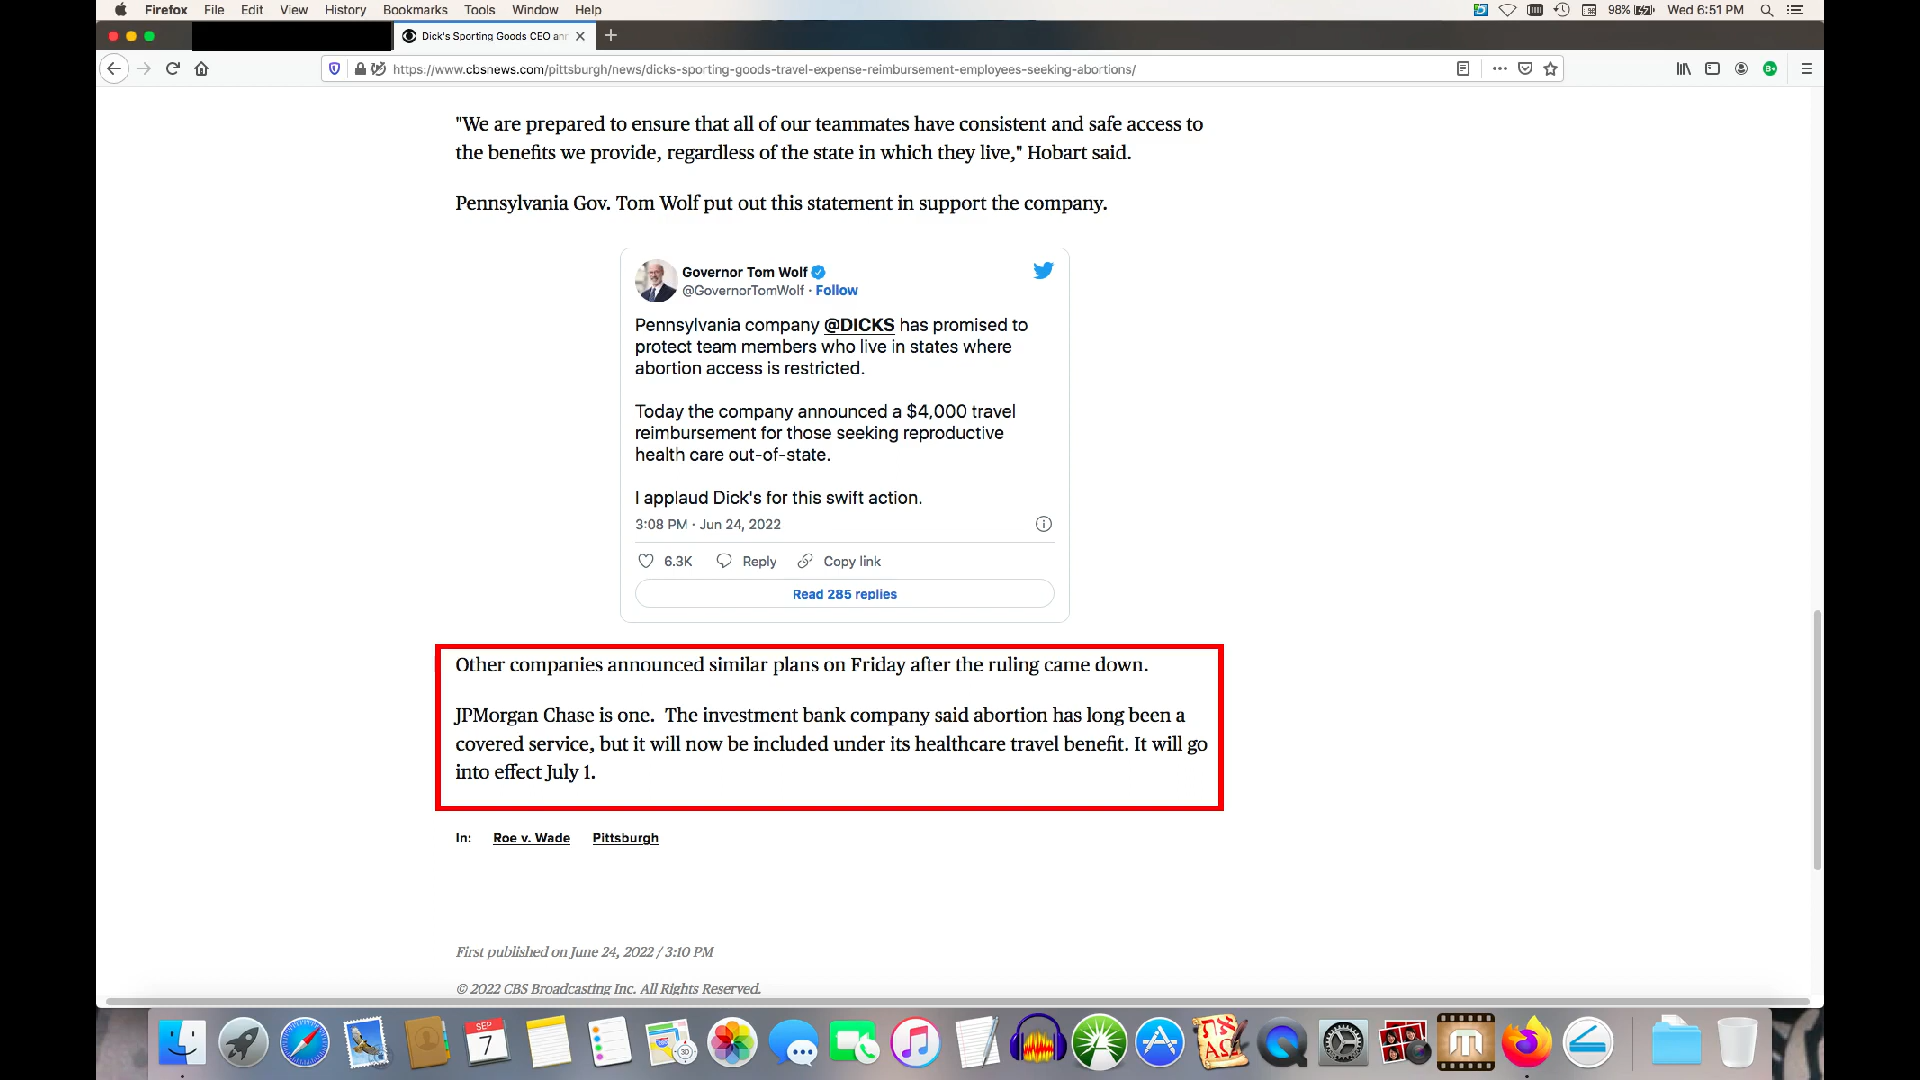 Firefox File Edit View History Bookmarks Tools Window Help 98% Wed 6:51 PM
Dick's Sporting Goods CEO ann
https://www.cbsnews.com/pittsburgh/news/dicks-sporting-goods-travel-expense-reimbursement-employees-seeking-abortions/
"We are prepared to ensure that all of our teammates have consistent and safe access to
the benefits we provide, regardless of the state in which they live," Hobart said.
Pennsylvania Gov. Tom Wolf put out this statement in support the company.
Governor Tom Wolf
@GovernorTomWolf · Follow
Pennsylvania company @DICKS has promised to
protect team members who live in states where
abortion access is restricted.
Today the company announced a $4,000 travel
reimbursement for those seeking reproductive
health care out-of-state.
I applaud Dick's for this swift action.
3:08 PM · Jun 24, 2022
6.3K Reply Copy link
Read 285 replies
Other companies announced similar plans on Friday after the ruling came down.
JPMorgan Chase is one. The investment bank company said abortion has long been a
covered service, but it will now be included under its healthcare travel benefit. It will go
into effect July 1.
In: Roe v. Wade Pittsburgh
First published on June 24, 2022 / 3:10 PM
© 2022 CBS Broadcasting Inc. All Rights Reserved.
SEP
7
30